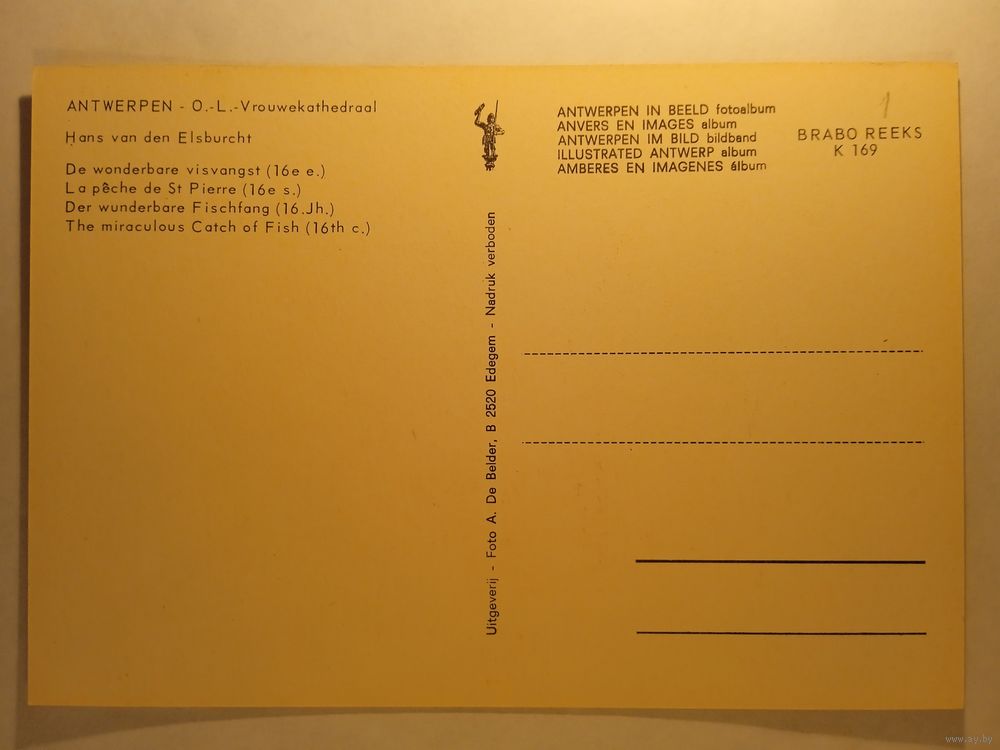 ANTWERPEN - O.-L.-Vrouwekathedraal
Hans van den Elsburcht
De wonderbare visvangst (16e e.)
La pêche de St Pierre (16e s.)
Der wunderbare Fischfang (16.Jh.)
The miraculous Catch of Fish (16th c.)
Uitgeverij - Foto A. De Belder, B 2520 Edegem - Nadruk verboden
ANTWERPEN IN BEELD fotoalbum
ANVERS EN IMAGES album
ANTWERPEN IM BILD bildband
ILLUSTRATED ANTWERP album
AMBERES EN IMAGENES álbum
1
BRABO REEKS
K 169
www.ay.by